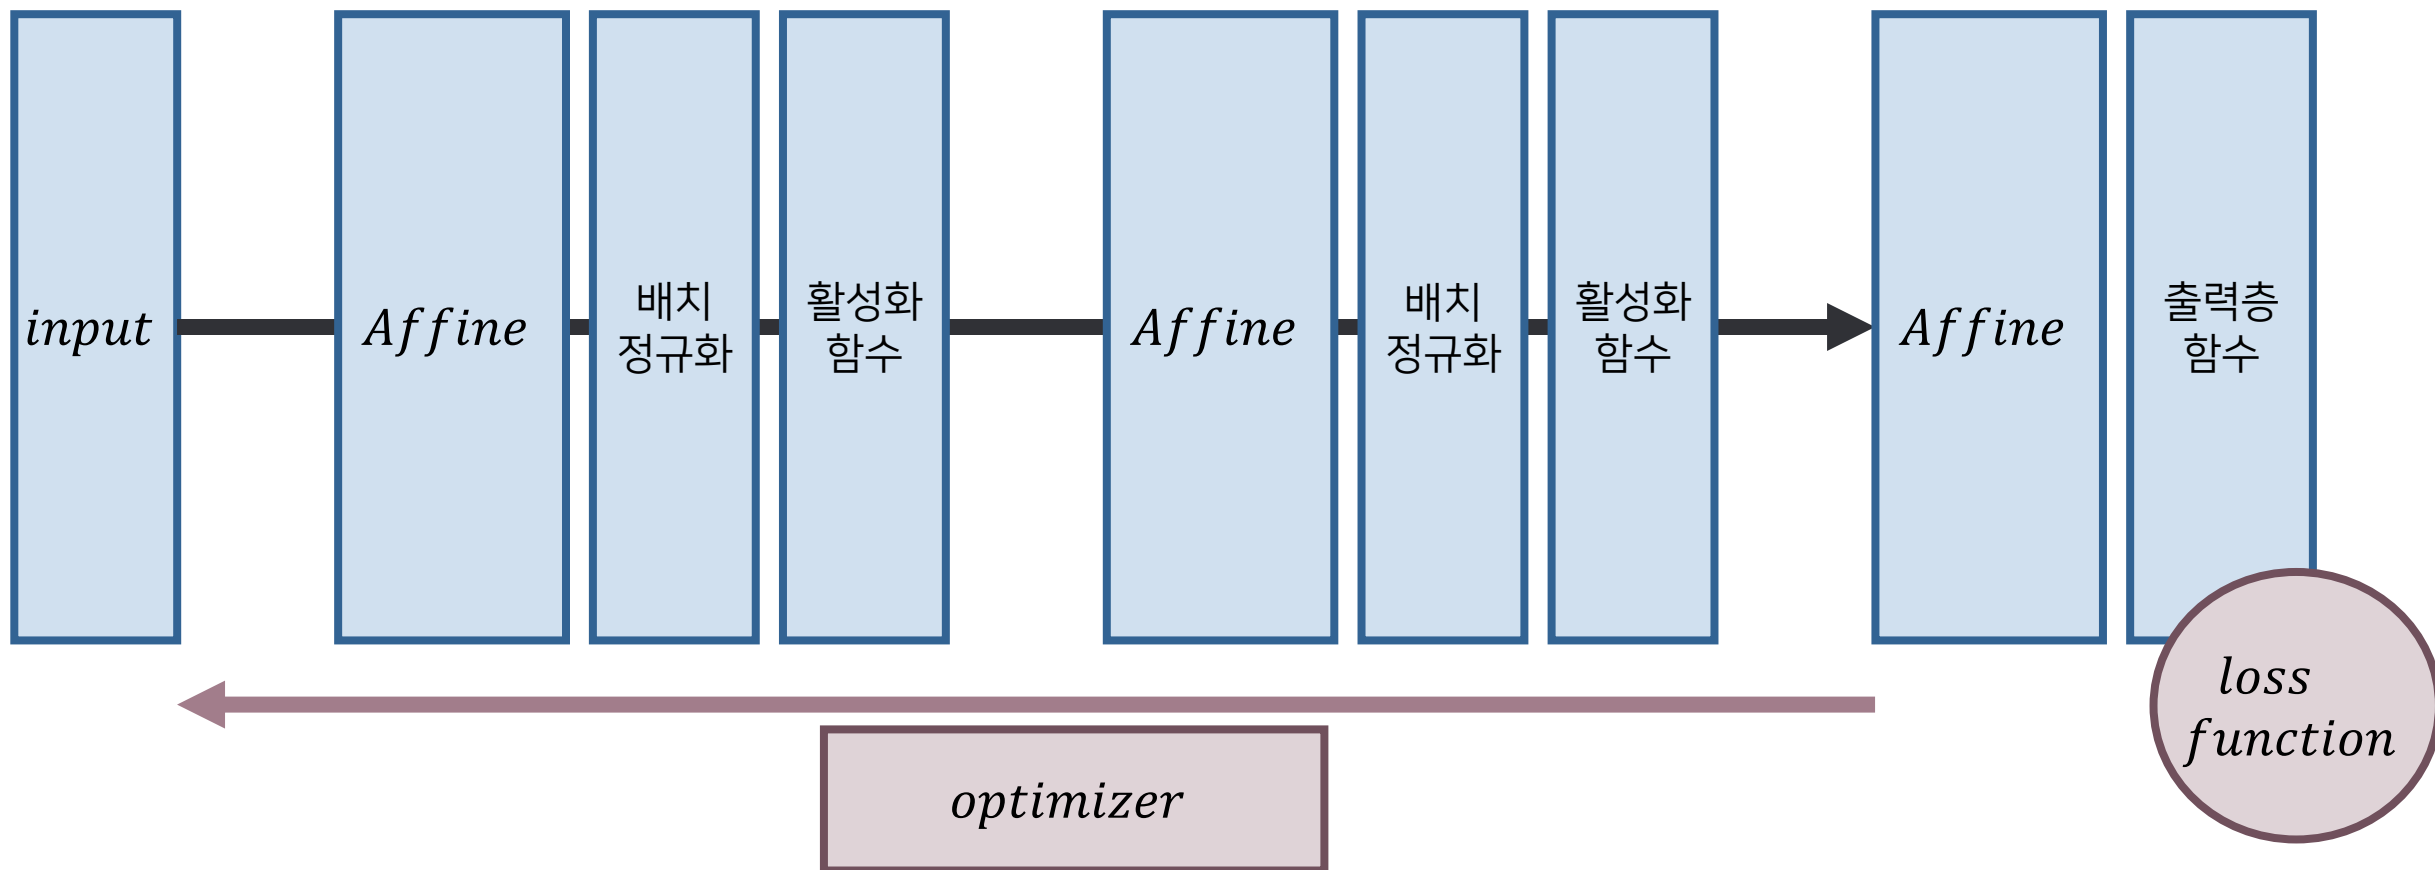 input
Affine
배치
정규화
활성화
함수
Affine
배치
정규화
활성화
함수
Affine
출력층
함수
loss
function
optimizer